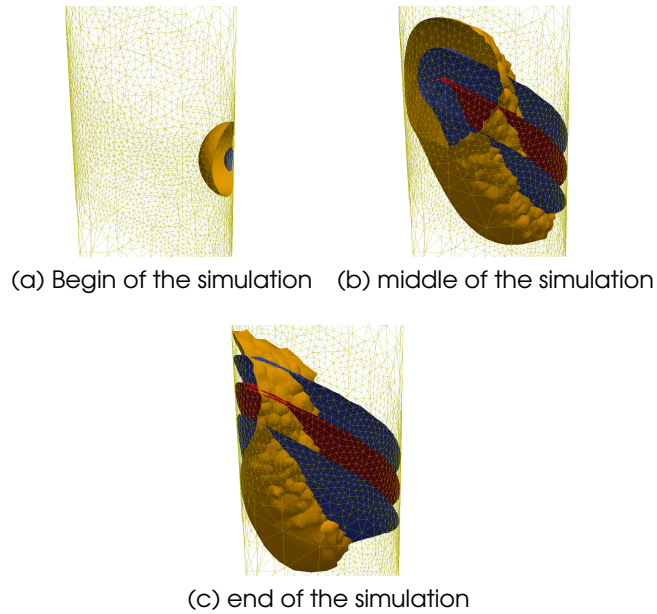 (a) Begin of the simulation
(b) middle of the simulation
(c) end of the simulation